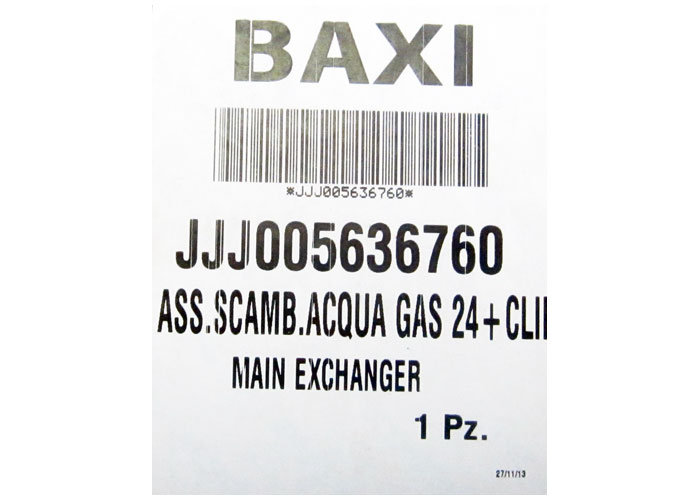 BAXI
*JJJ005636760*
JJJ005636760
ASS.SCAMB.ACQUA GAS 24+CLI
MAIN EXCHANGER
1 Pz.
27/11/13